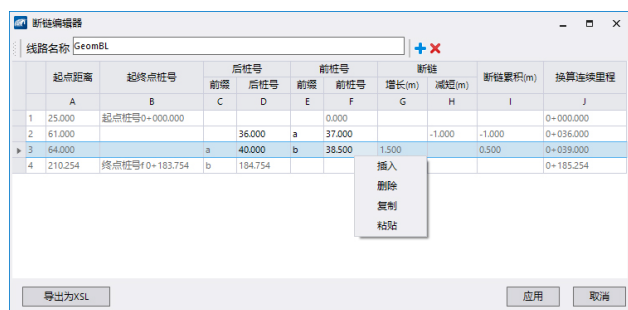 断链编辑器
线路名称 GeomBL
起点距离 起终点桩号 后桩号 前桩号 断链 断链累积(m) 换算连续里程
前缀 后桩号 前缀 前桩号 增长(m) 减短(m)
A B C D E F G H I J
1 25.000 起点桩号0+000.000 0.000 0+000.000
2 61.000 36.000 a 37.000 -1.000 -1.000 0+036.000
3 64.000 a 40.000 b 38.500 1.500 0.500 0+039.000
4 210.254 终点桩号f0+183.754 b 184.754 0+185.254
插入
删除
复制
粘贴
导出为XSL 应用 取消